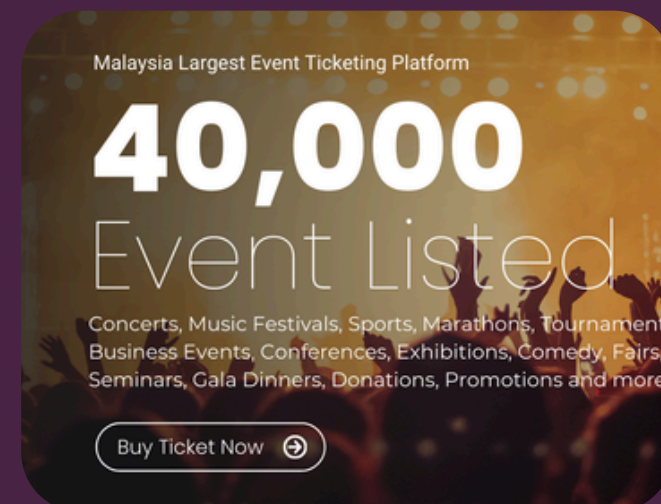 Malaysia Largest Event Ticketing Platform
40,000
Event Listed
Concerts, Music Festivals, Sports, Marathons, Tournament
Business Events, Conferences, Exhibitions, Comedy, Fairs,
Seminars, Gala Dinners, Donations, Promotions and more
Buy Ticket Now